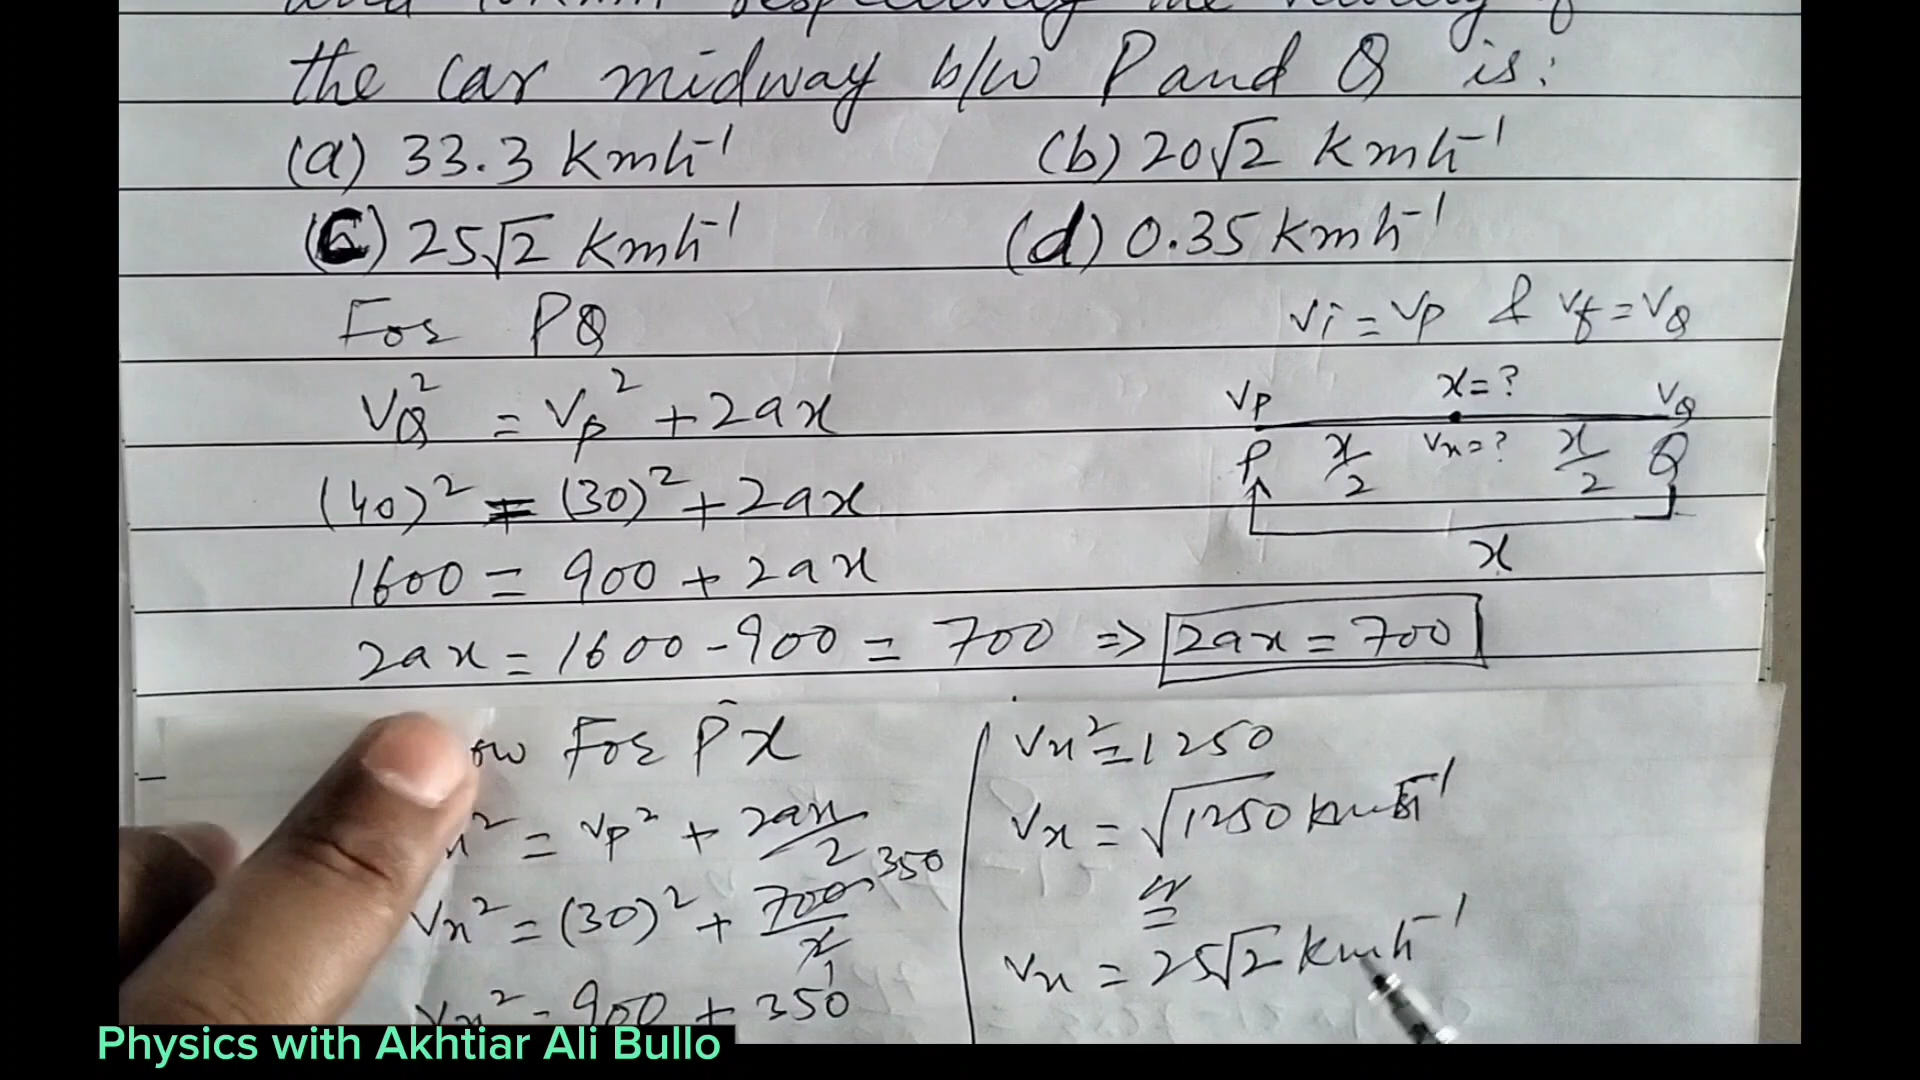 the car midway b/w P and Q is:
(a) 33.3 kmh⁻¹ (b) 20√2 kmh⁻¹
(c) 25√2 kmh⁻¹ (d) 0.35 kmh⁻¹
For PQ vi = vp & vf = vQ
vQ² = vp² + 2ax
vp x = ? vQ
P x/2 vx = ? x/2 Q
(40)² = (30)² + 2ax
x
1600 = 900 + 2ax
2ax = 1600 - 900 = 700 => 2ax = 700
ow For Px
x² = vp² + 2ax/2
vx² = (30)² + 700/2 350
1
vx² = 900 + 350
vx² = 1250
vx = √1250 kmh⁻¹
or
vx = 25√2 kmh⁻¹
Physics with Akhtiar Ali Bullo